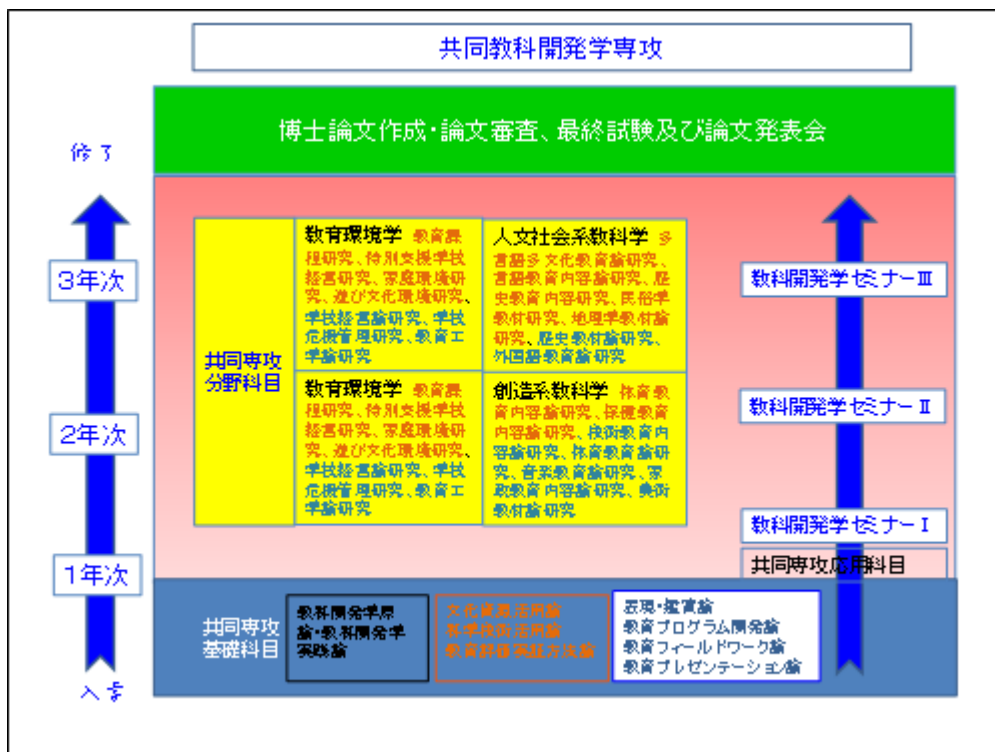 共同教科開発学専攻
博士論文作成・論文審査、最終試験及び論文発表会
修了
3年次
2年次
1年次
入学
共同専攻
分野科目
教育環境学 教育課
程研究、特別支援学校
経営研究、家庭環境研
究、遊び文化環境研究、
学校経営論研究、学校
危機管理研究、教育工
学論研究
人文社会系教科学 多
言語多文化教育論研究、
言語教育内容論研究、歴
史教育内容研究、民俗学
教材研究、地理学教材論
研究、歴史教材論研究、
外国語教育論研究
教育環境学 教育課
程研究、特別支援学校
経営研究、家庭環境研
究、遊び文化環境研究、
学校経営論研究、学校
危機管理研究、教育工
学論研究
創造系教科学 体育教
育内容論研究、保健教育
内容論研究、技術教育内
容論研究、体育教育論研
究、音楽教育論研究、家
政教育内容論研究、美術
教材論研究
教科開発学セミナーⅢ
教科開発学セミナーⅡ
教科開発学セミナーⅠ
共同専攻応用科目
共同専攻
基礎科目
教科開発学原
論・教科開発学
実践論
文化資源活用論
科学技術活用論
教育評価実証方法論
表現・鑑賞論
教育プログラム開発論
教育フィールドワーク論
教育プレゼンテーション論